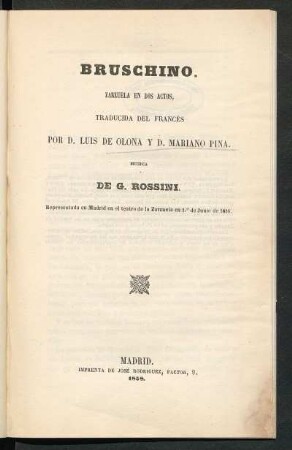 BRUSCHINO.
ZARZUELA EN DOS ACTOS,
TRADUCIDA DEL FRANCES
POR D. LUIS DE OLONA Y D. MARIANO PINA.
MUSICA
DE G. ROSSINI.
Representada en Madrid en el teatro de la Zarzuela en 1.º de Junio de
MADRID.
IMPRENTA DE JOSÉ RODRIGUEZ, FACTOR, 9.
1858.